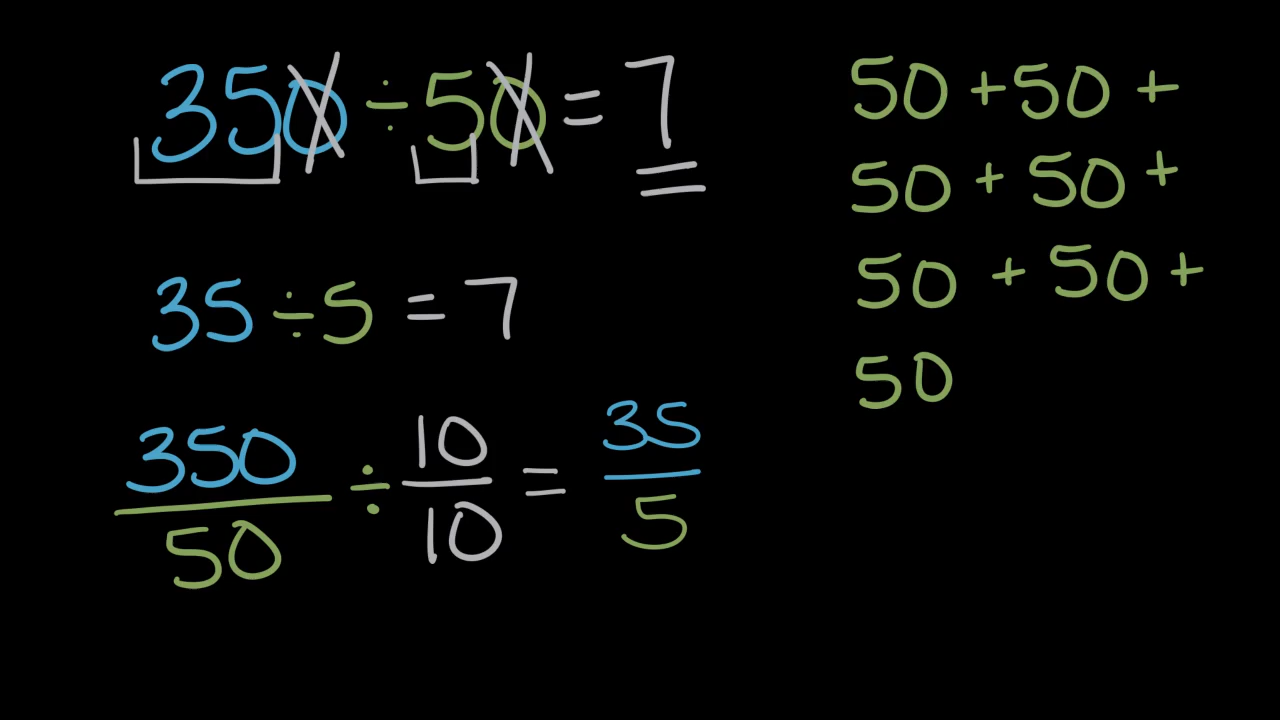 350 ÷ 50 = 7
35 ÷ 5 = 7
350/50 ÷ 10/10 = 35/5
50 + 50 +
50 + 50 +
50 + 50 +
50